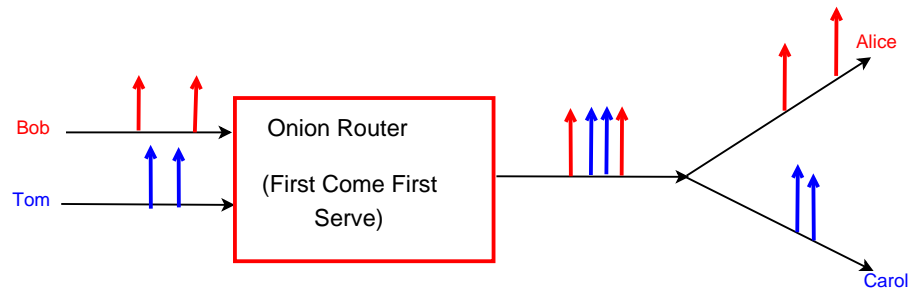 Alice
Bob
Onion Router
(First Come First
Serve)
Tom
Carol